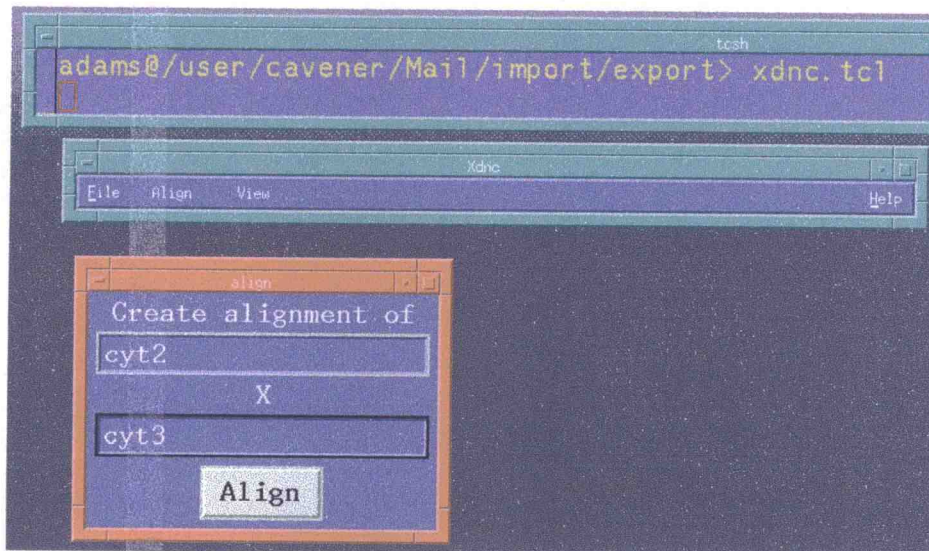 tcsh
adams@/user/cavener/Mail/import/export> xdnc.tcl
Xdnc
File Align View Help
align
Create alignment of
cyt2
X
cyt3
Align